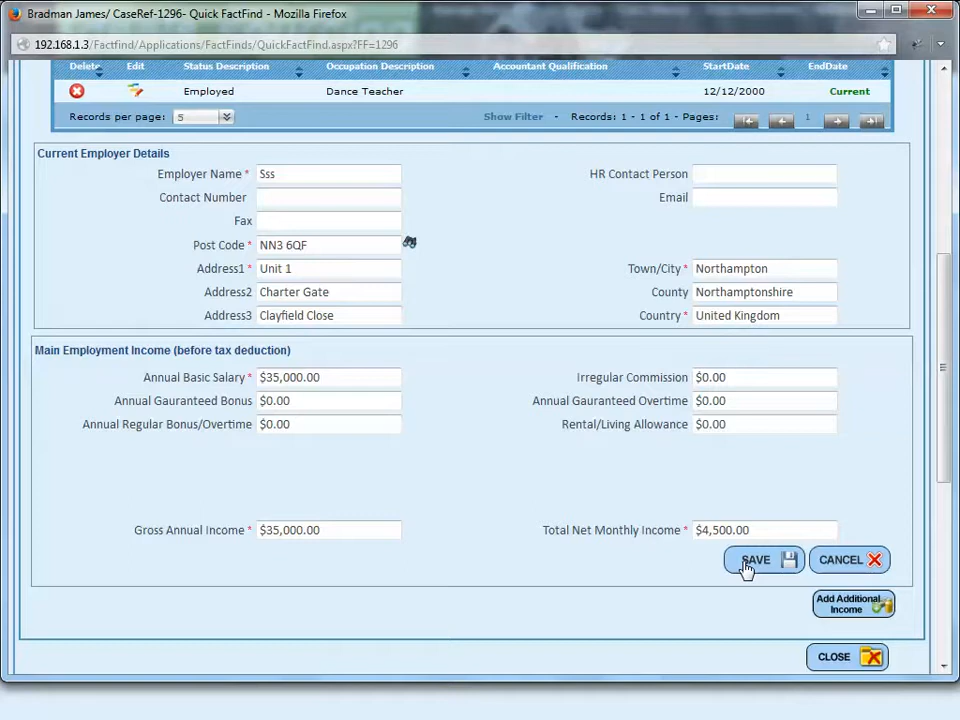 Bradman James/ CaseRef-1296- Quick FactFind - Mozilla Firefox
192.168.1.3/Factfind/Applications/FactFinds/QuickFactFind.aspx?FF=1296
Delete Edit Status Description Occupation Description Accountant Qualification StartDate EndDate
Employed Dance Teacher 12/12/2000 Current
Records per page: 5 Show Filter - Records: 1 - 1 of 1 - Pages: 1
Current Employer Details
Employer Name * Sss HR Contact Person
Contact Number Email
Fax
Post Code * NN3 6QF
Address1 * Unit 1 Town/City * Northampton
Address2 Charter Gate County Northamptonshire
Address3 Clayfield Close Country * United Kingdom
Main Employment Income (before tax deduction)
Annual Basic Salary * $35,000.00 Irregular Commission $0.00
Annual Gauranteed Bonus $0.00 Annual Gauranteed Overtime $0.00
Annual Regular Bonus/Overtime $0.00 Rental/Living Allowance $0.00
Gross Annual Income * $35,000.00 Total Net Monthly Income * $4,500.00
SAVE CANCEL
Add Additional
Income
CLOSE